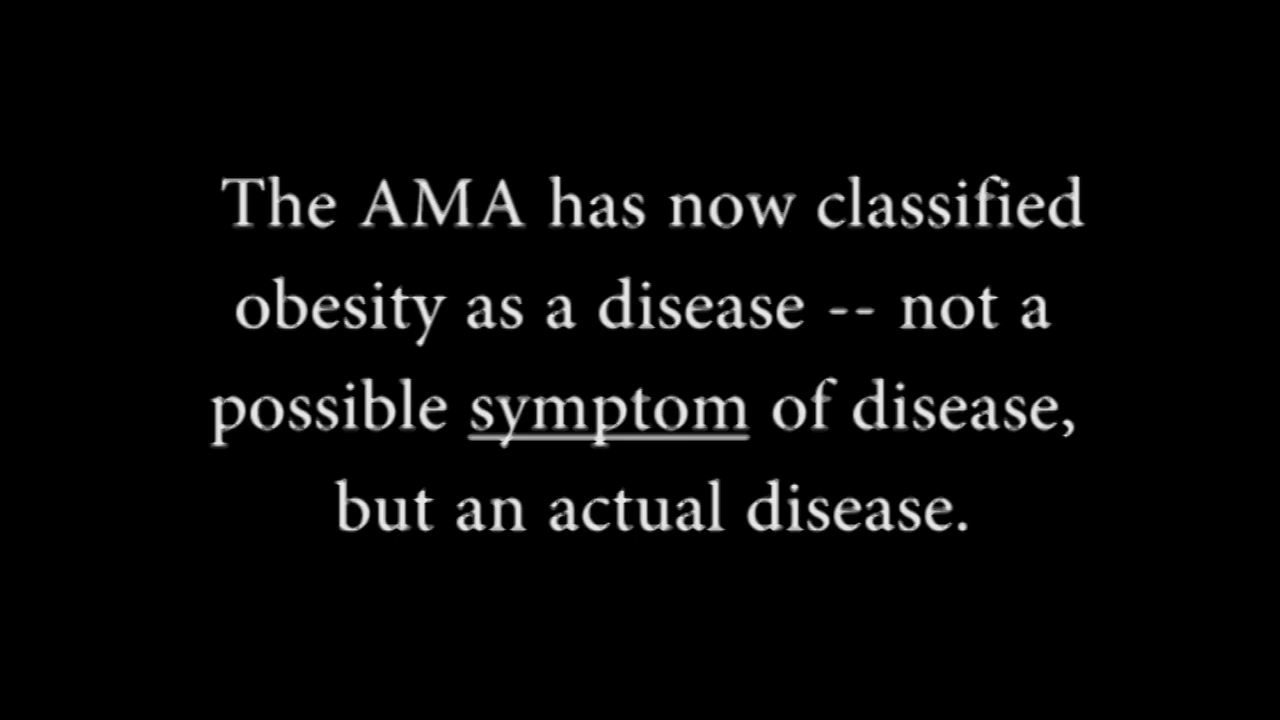 The AMA has now classified
obesity as a disease -- not a
possible symptom of disease,
but an actual disease.